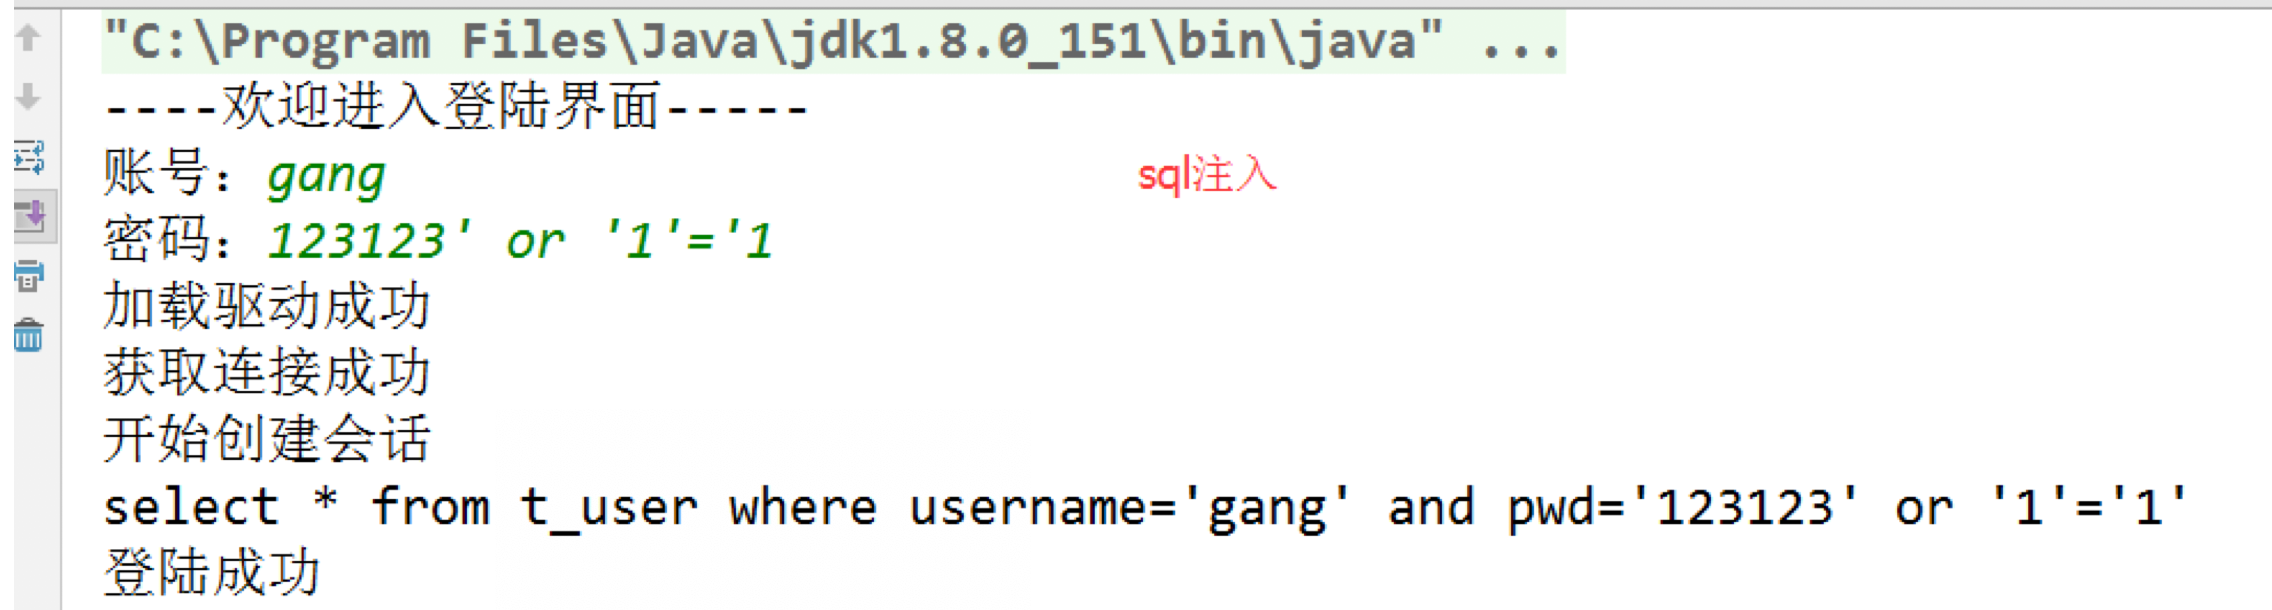 "C:\Program Files\Java\jdk1.8.0_151\bin\java" ...
----欢迎进入登陆界面-----
账号：gang
sql注入
密码：123123' or '1'='1
加载驱动成功
获取连接成功
开始创建会话
select * from t_user where username='gang' and pwd='123123' or '1'='1'
登陆成功